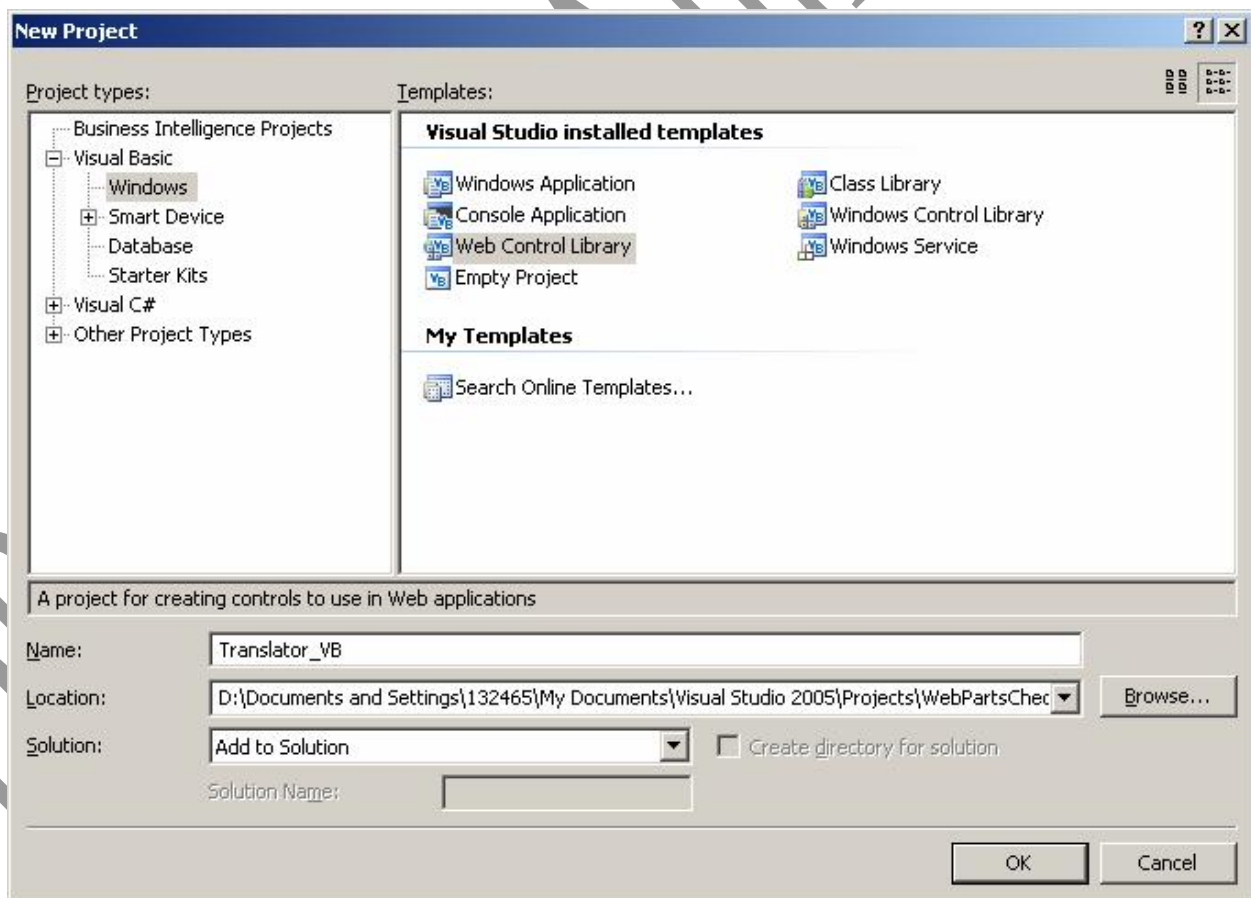 New Project
Project types:
Templates:
Business Intelligence Projects
Visual Basic
Windows
Smart Device
Database
Starter Kits
Visual C#
Other Project Types
Visual Studio installed templates
Windows Application
Class Library
Console Application
Windows Control Library
Web Control Library
Windows Service
Empty Project
My Templates
Search Online Templates...
A project for creating controls to use in Web applications
Name: Translator_VB
Location: D:\Documents and Settings\132465\My Documents\Visual Studio 2005\Projects\WebPartsChec Browse...
Solution: Add to Solution Create directory for solution
Solution Name:
OK Cancel